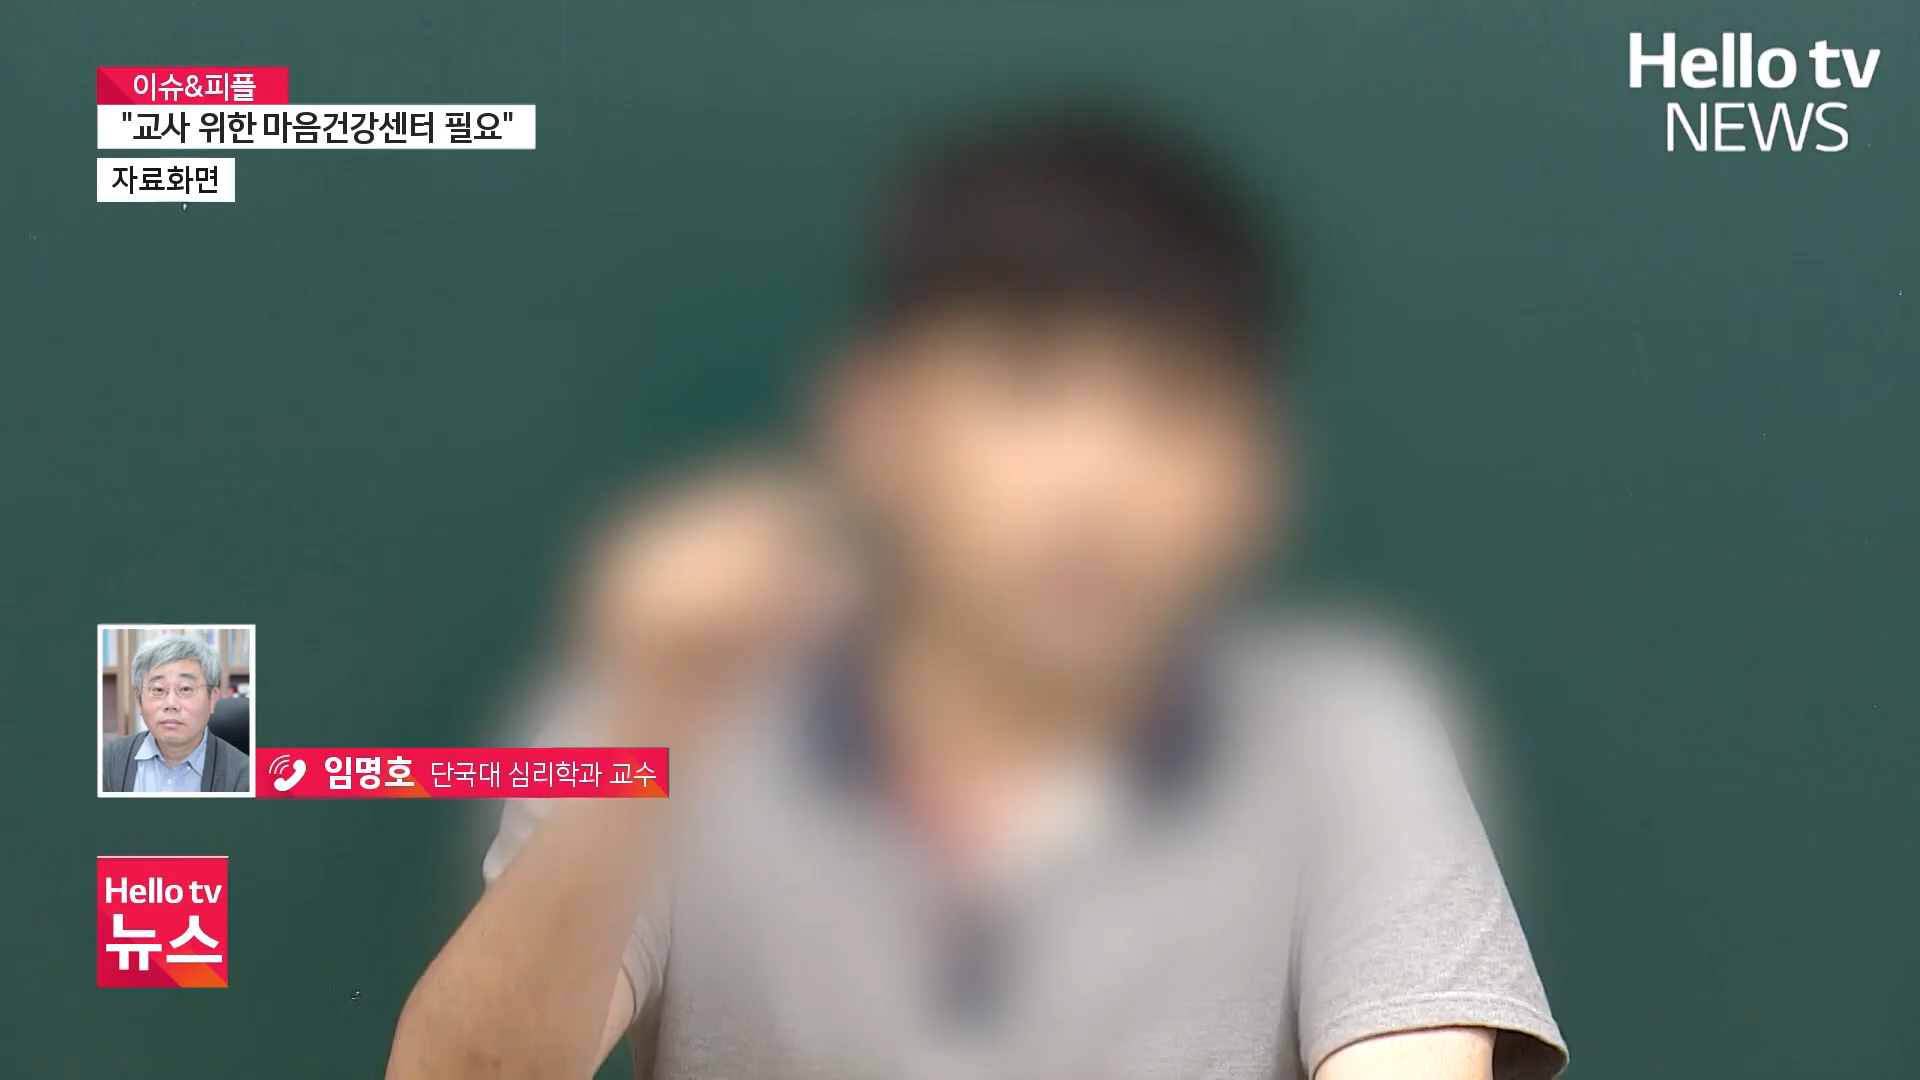 이슈&피플
"교사 위한 마음건강센터 필요"
자료화면
Hello tv
NEWS
임명호 단국대 심리학과 교수
Hello tv
뉴스